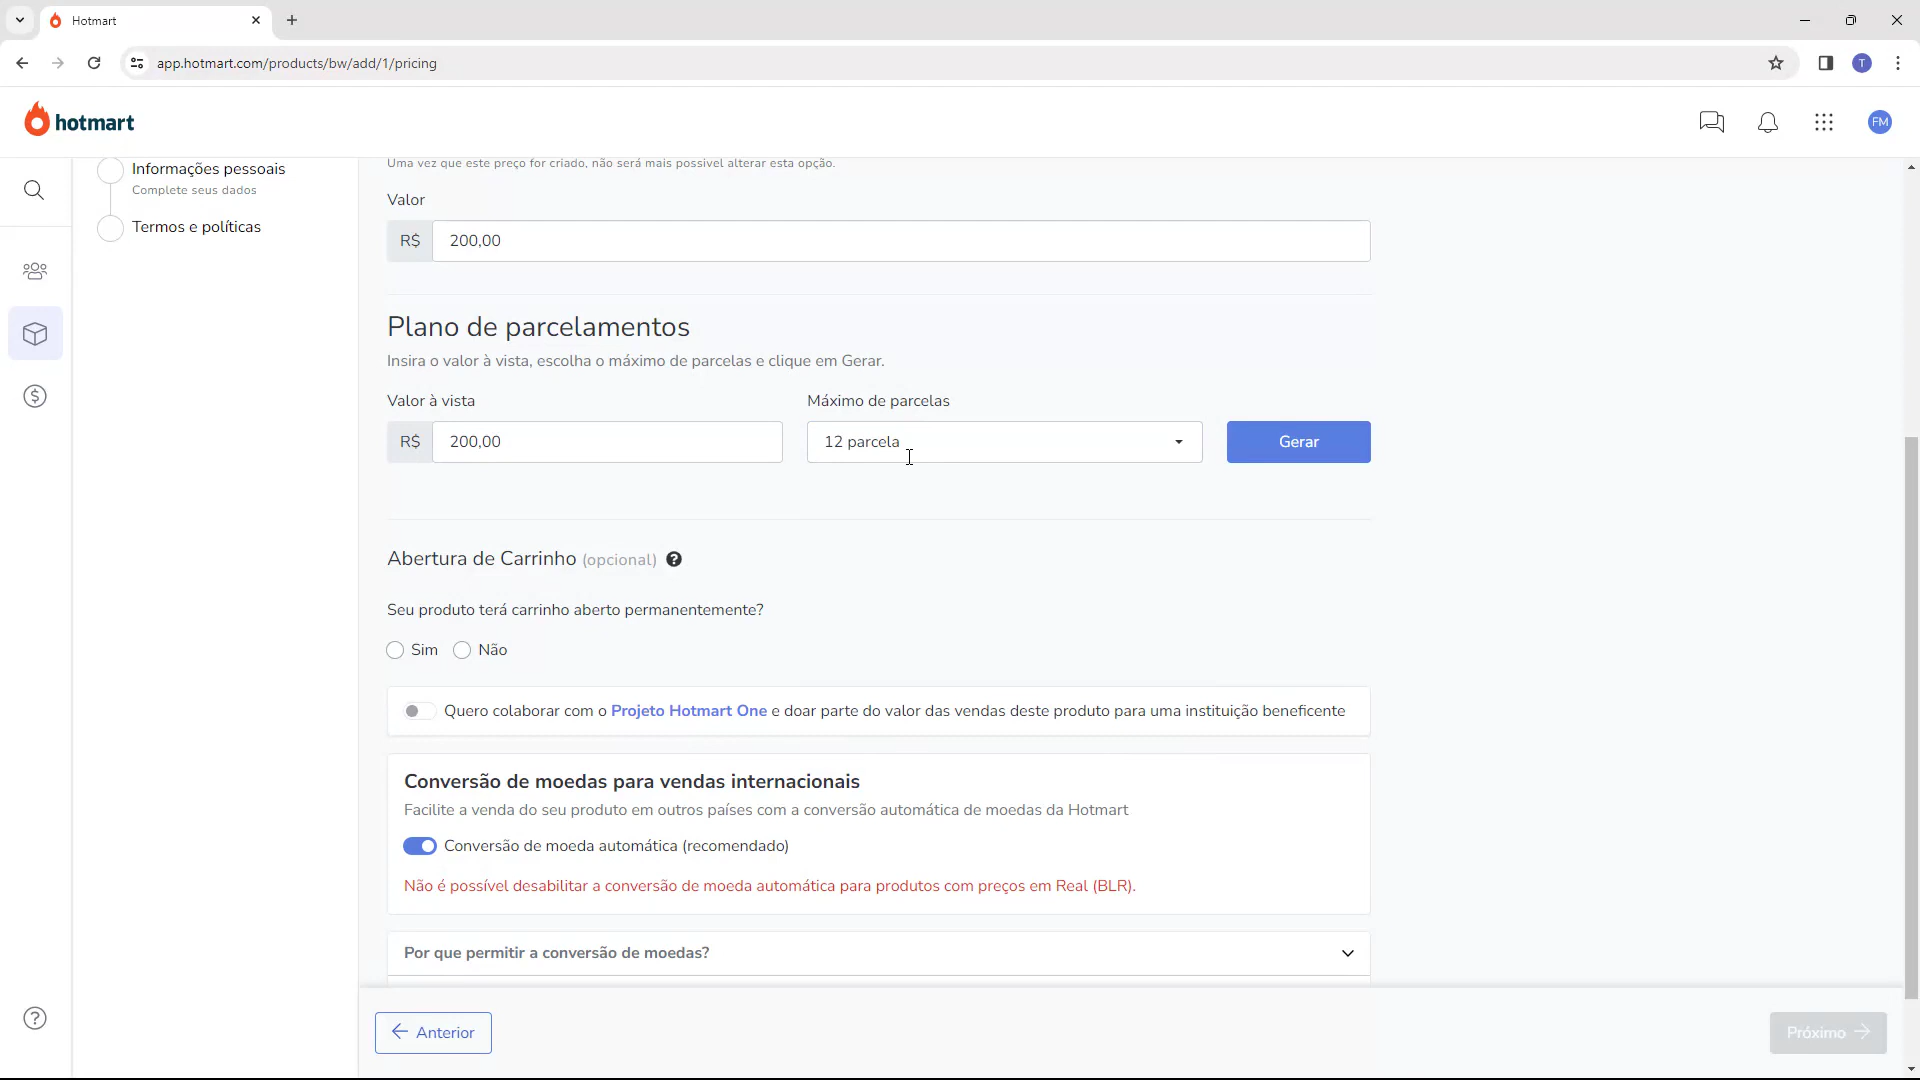 Hotmart
app.hotmart.com/products/bw/add/1/pricing
T
hotmart
FM
Informações pessoais
Complete seus dados
Termos e políticas
Uma vez que este preço for criado, não será mais possivel alterar esta opção.
Valor
R$ 200,00
Plano de parcelamentos
Insira o valor à vista, escolha o máximo de parcelas e clique em Gerar.
Valor à vista Máximo de parcelas
R$ 200,00 12 parcela Gerar
Abertura de Carrinho (opcional) ?
Seu produto terá carrinho aberto permanentemente?
Sim Não
Quero colaborar com o Projeto Hotmart One e doar parte do valor das vendas deste produto para uma instituição beneficente
Conversão de moedas para vendas internacionais
Facilite a venda do seu produto em outros países com a conversão automática de moedas da Hotmart
Conversão de moeda automática (recomendado)
Não é possível desabilitar a conversão de moeda automática para produtos com preços em Real (BLR).
Por que permitir a conversão de moedas?
Anterior Próximo